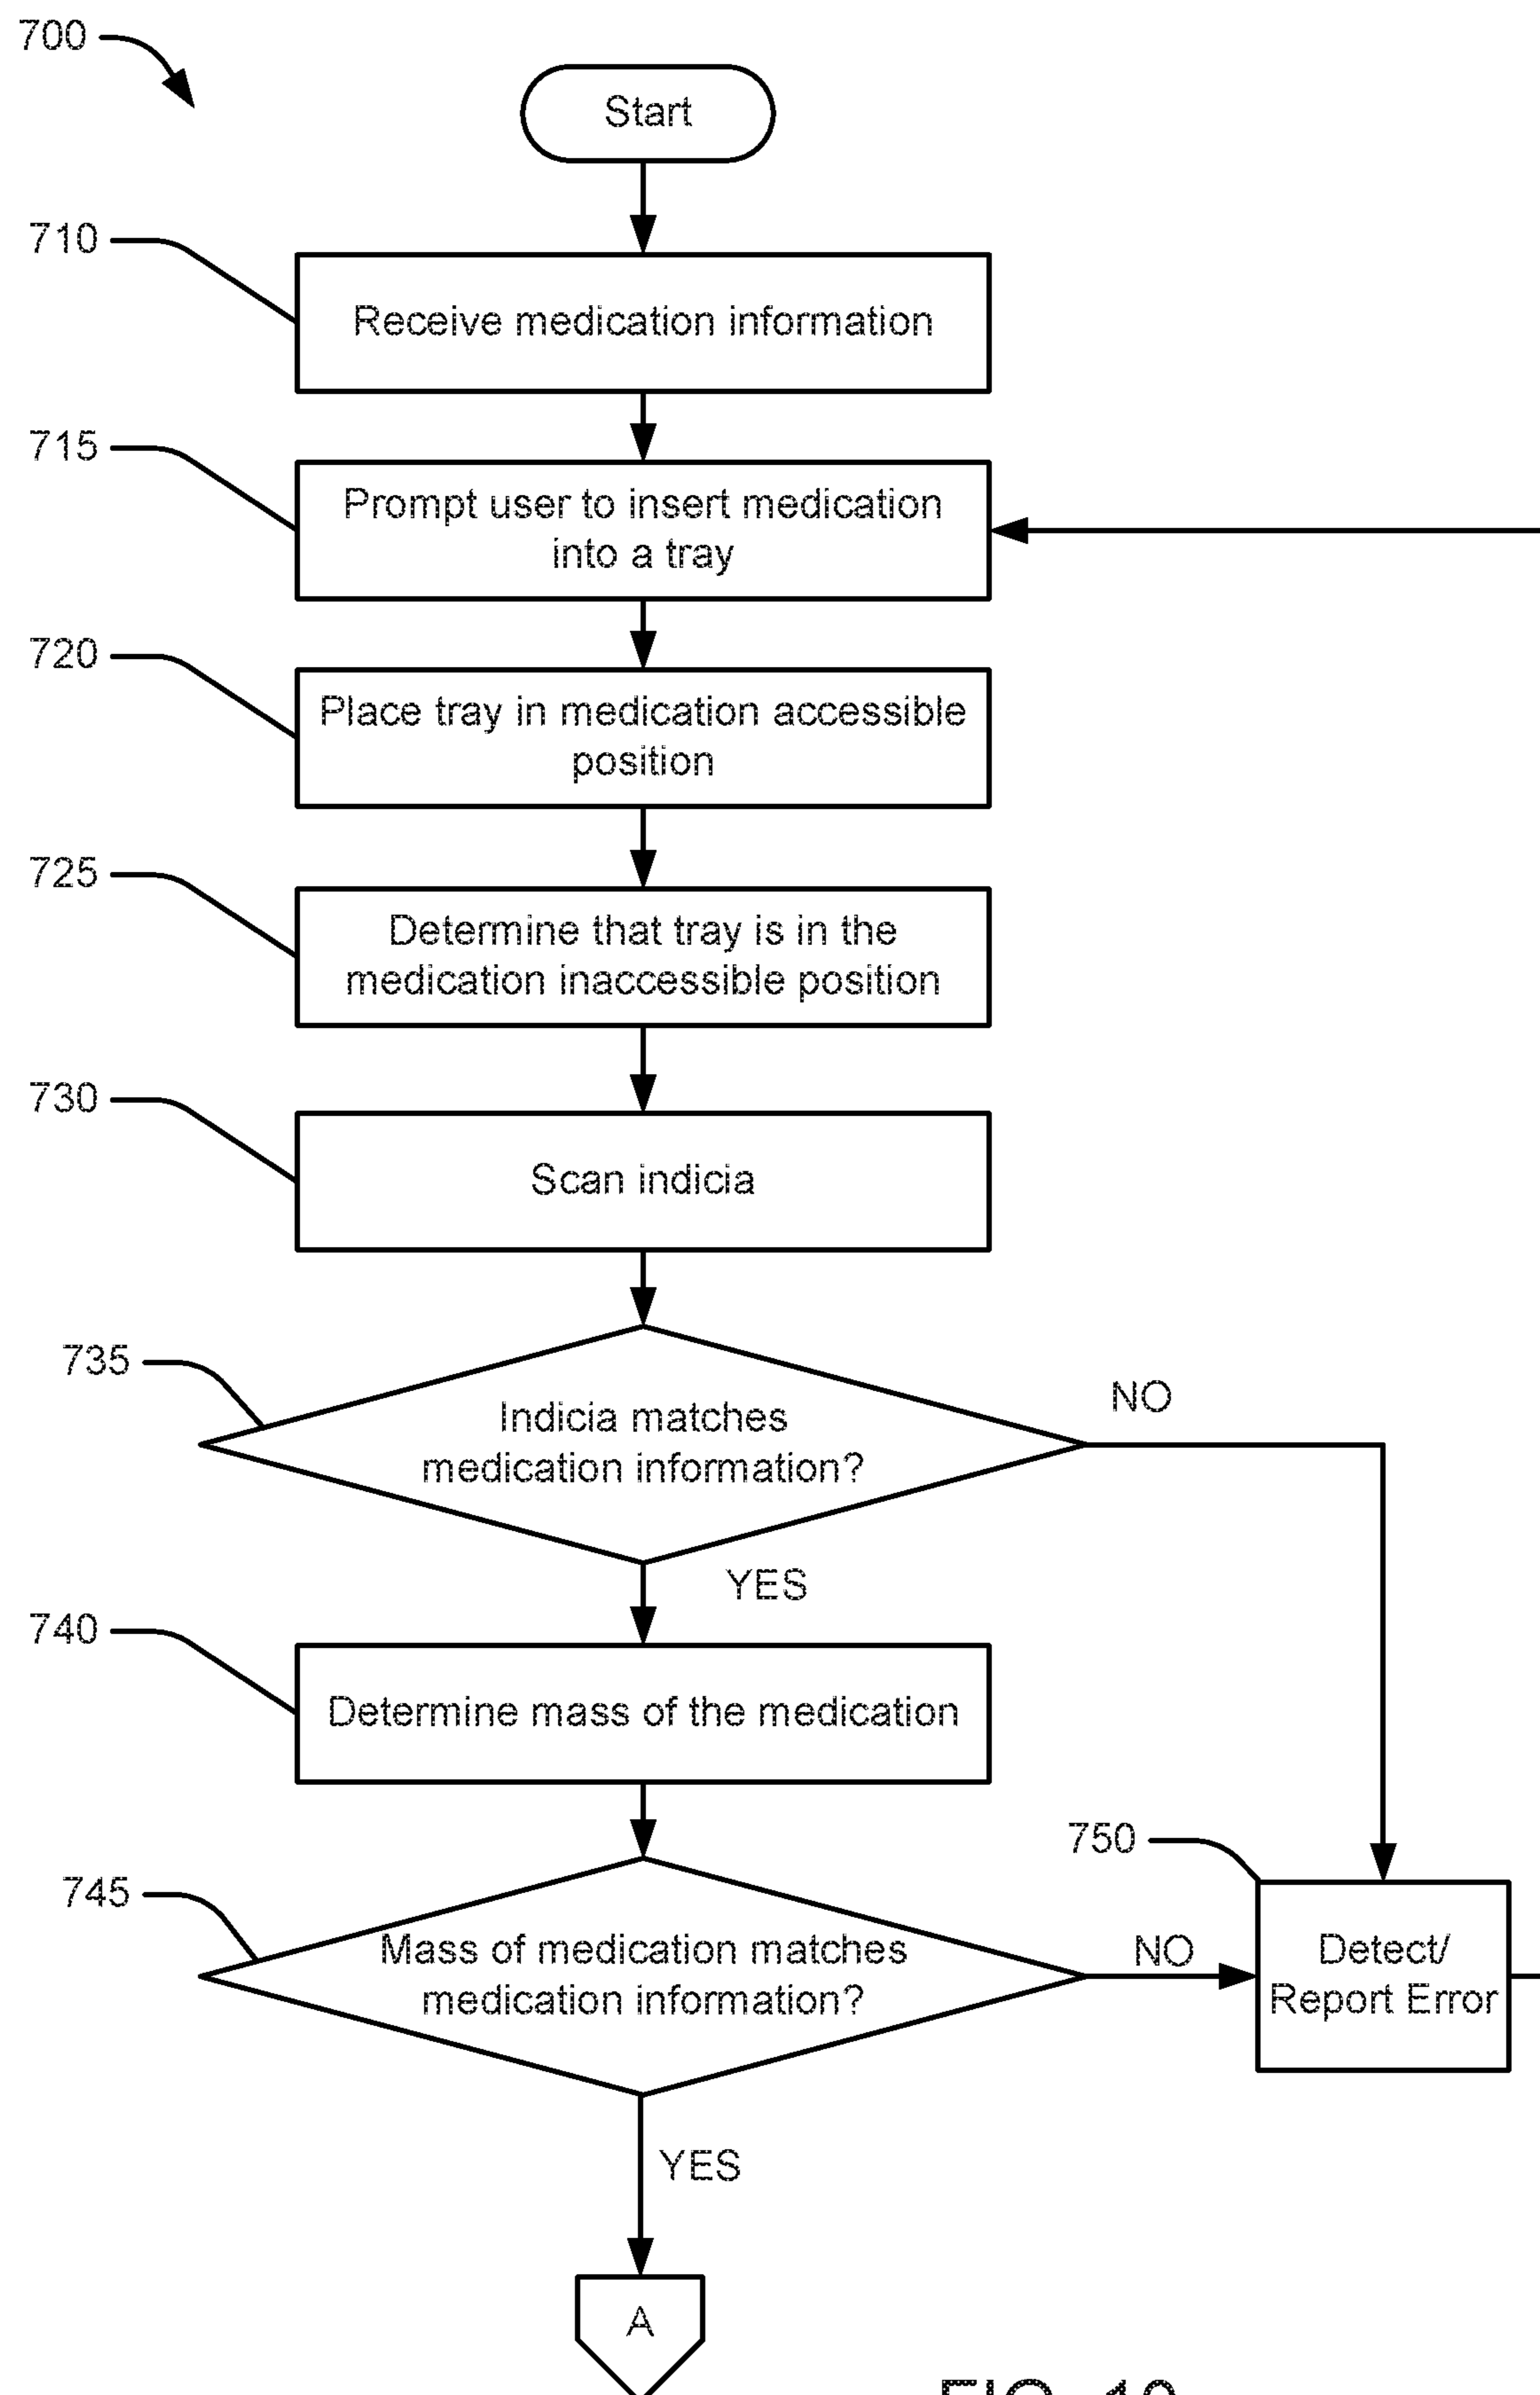 700
Start
710
Receive medication information
715
Prompt user to insert medication
into a tray
720
Place tray in medication accessible
position
725
Determine that tray is in the
medication inaccessible position
730
Scan indicia
735
Indicia matches
medication information?
NO
YES
740
Determine mass of the medication
745
Mass of medication matches
medication information?
NO
750
Detect/
Report Error
YES
A